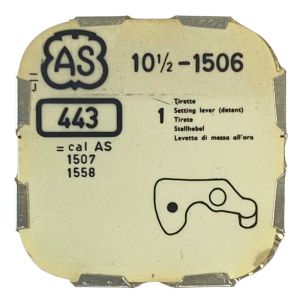 AS
10½-1506
443
1
Tirette
Setting lever (detent)
Tirete
Stellhebel
Levetta di messa all'ora
= cal AS
1507
1558